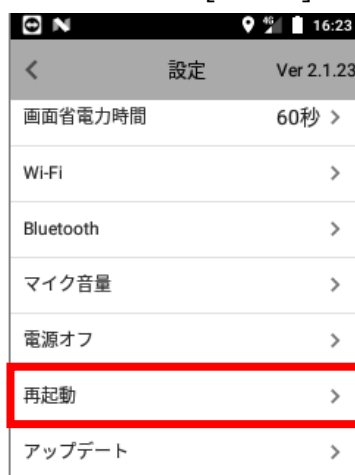 4G 16:23
設定 Ver 2.1.23
画面省電力時間 60秒
Wi-Fi
Bluetooth
マイク音量
電源オフ
再起動
アップデート